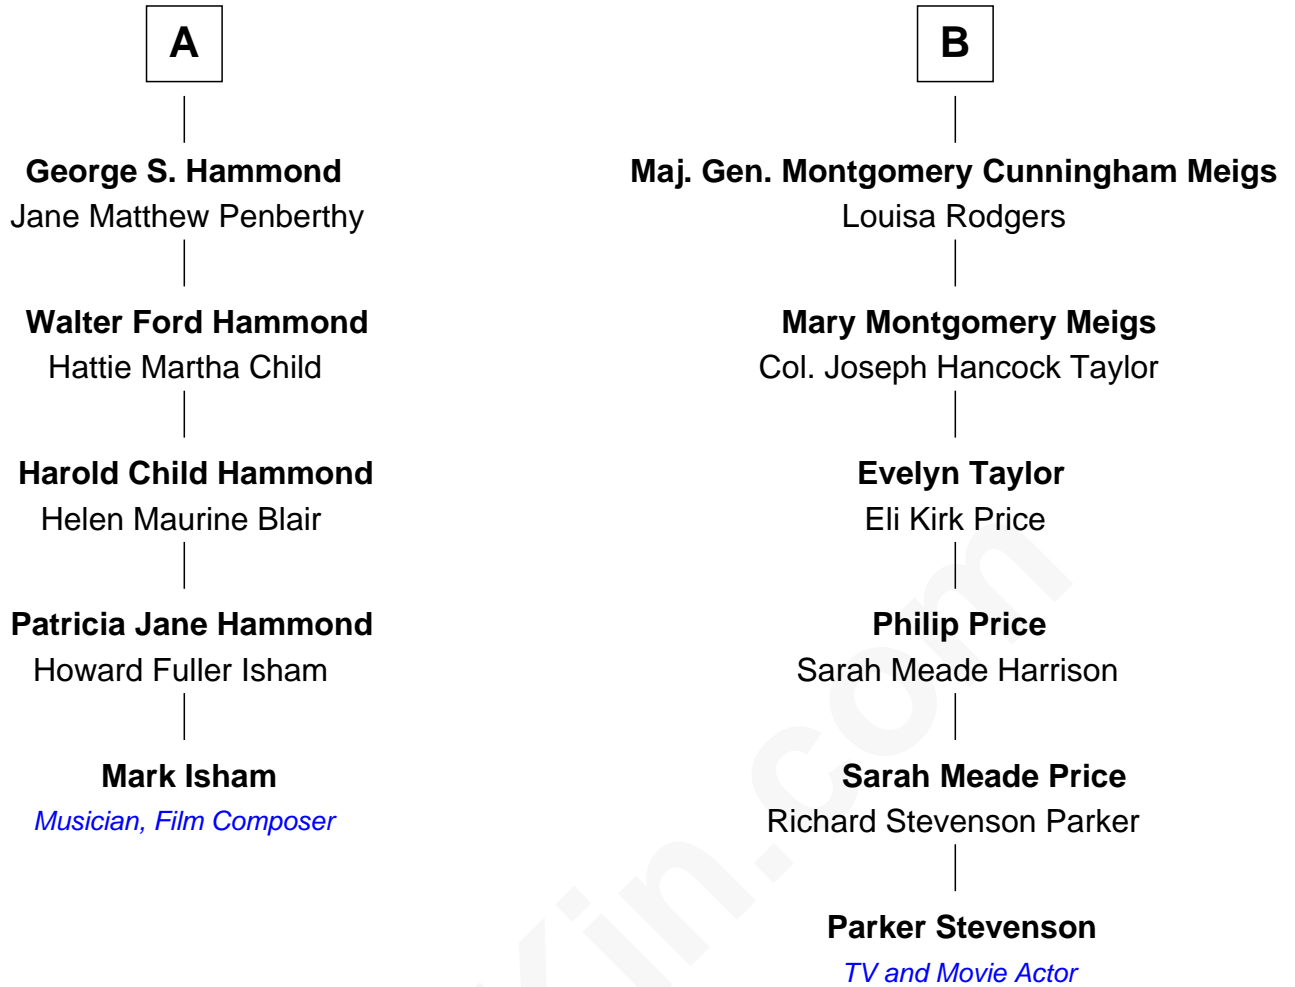 A
George S. Hammond
Jane Matthew Penberthy
Walter Ford Hammond
Hattie Martha Child
Harold Child Hammond
Helen Maurine Blair
Patricia Jane Hammond
Howard Fuller Isham
Mark Isham
Musician, Film Composer
B
Maj. Gen. Montgomery Cunningham Meigs
Louisa Rodgers
Mary Montgomery Meigs
Col. Joseph Hancock Taylor
Evelyn Taylor
Eli Kirk Price
Philip Price
Sarah Meade Harrison
Sarah Meade Price
Richard Stevenson Parker
Parker Stevenson
TV and Movie Actor
Kin.com